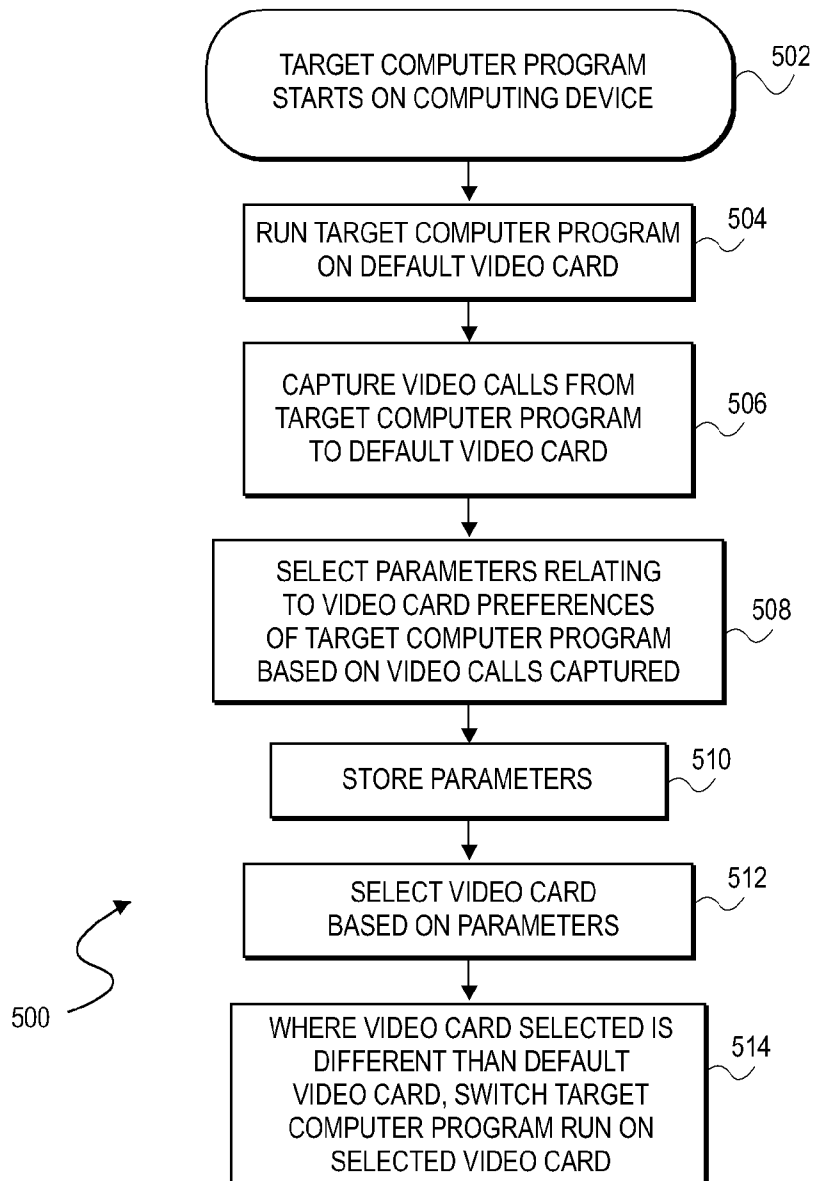 TARGET COMPUTER PROGRAM
STARTS ON COMPUTING DEVICE
502
RUN TARGET COMPUTER PROGRAM
ON DEFAULT VIDEO CARD
504
CAPTURE VIDEO CALLS FROM
TARGET COMPUTER PROGRAM
TO DEFAULT VIDEO CARD
506
SELECT PARAMETERS RELATING
TO VIDEO CARD PREFERENCES
OF TARGET COMPUTER PROGRAM
BASED ON VIDEO CALLS CAPTURED
508
STORE PARAMETERS
510
SELECT VIDEO CARD
BASED ON PARAMETERS
512
500
WHERE VIDEO CARD SELECTED IS
DIFFERENT THAN DEFAULT
VIDEO CARD, SWITCH TARGET
COMPUTER PROGRAM RUN ON
SELECTED VIDEO CARD
514